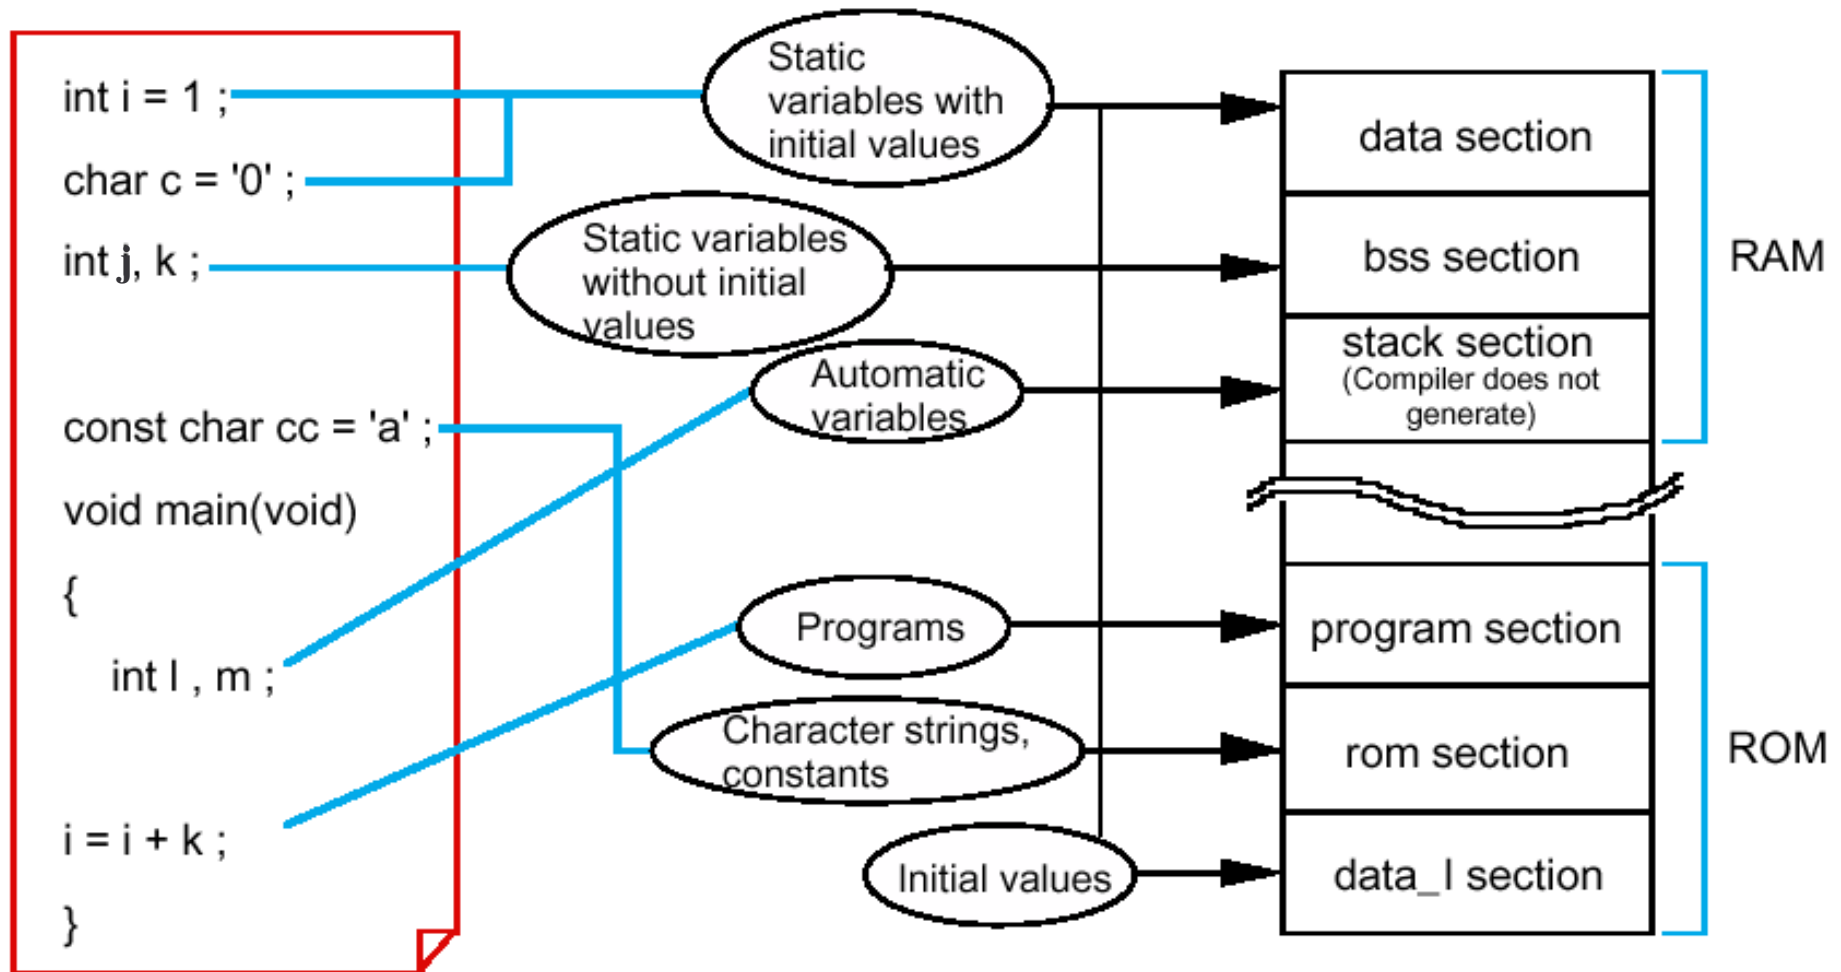 int i = 1 ;
char c = '0' ;
int j, k ;
const char cc = 'a' ;
void main(void)
{
int l , m ;
i = i + k ;
}
Static
variables with
initial values
Static variables
without initial
values
Automatic
variables
Programs
Character strings,
constants
Initial values
data section
bss section
stack section
(Compiler does not
generate)
program section
rom section
data_I section
RAM
ROM